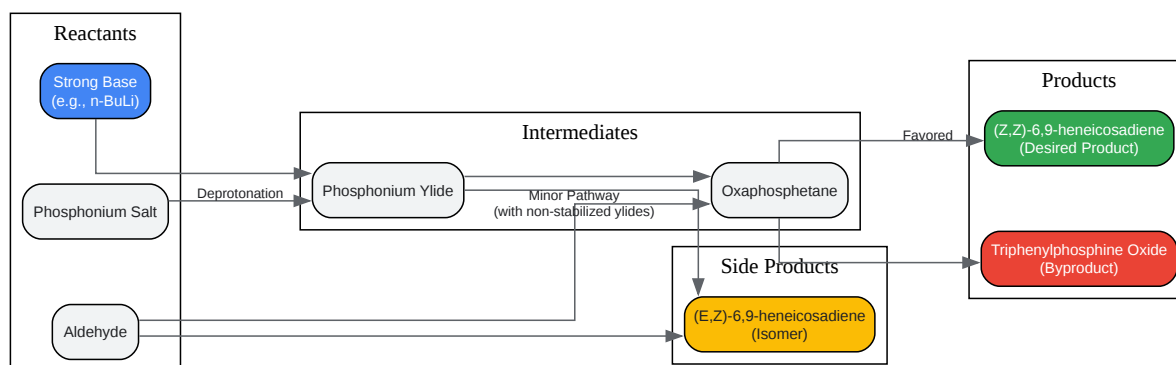 Reactants
Strong Base
(e.g., n-BuLi)
Phosphonium Salt
Aldehyde
Deprotonation
Intermediates
Phosphonium Ylide
Minor Pathway
(with non-stabilized ylides)
Oxaphosphetane
Side Products
(E,Z)-6,9-heneicosadiene
(Isomer)
Favored
Products
(Z,Z)-6,9-heneicosadiene
(Desired Product)
Triphenylphosphine Oxide
(Byproduct)